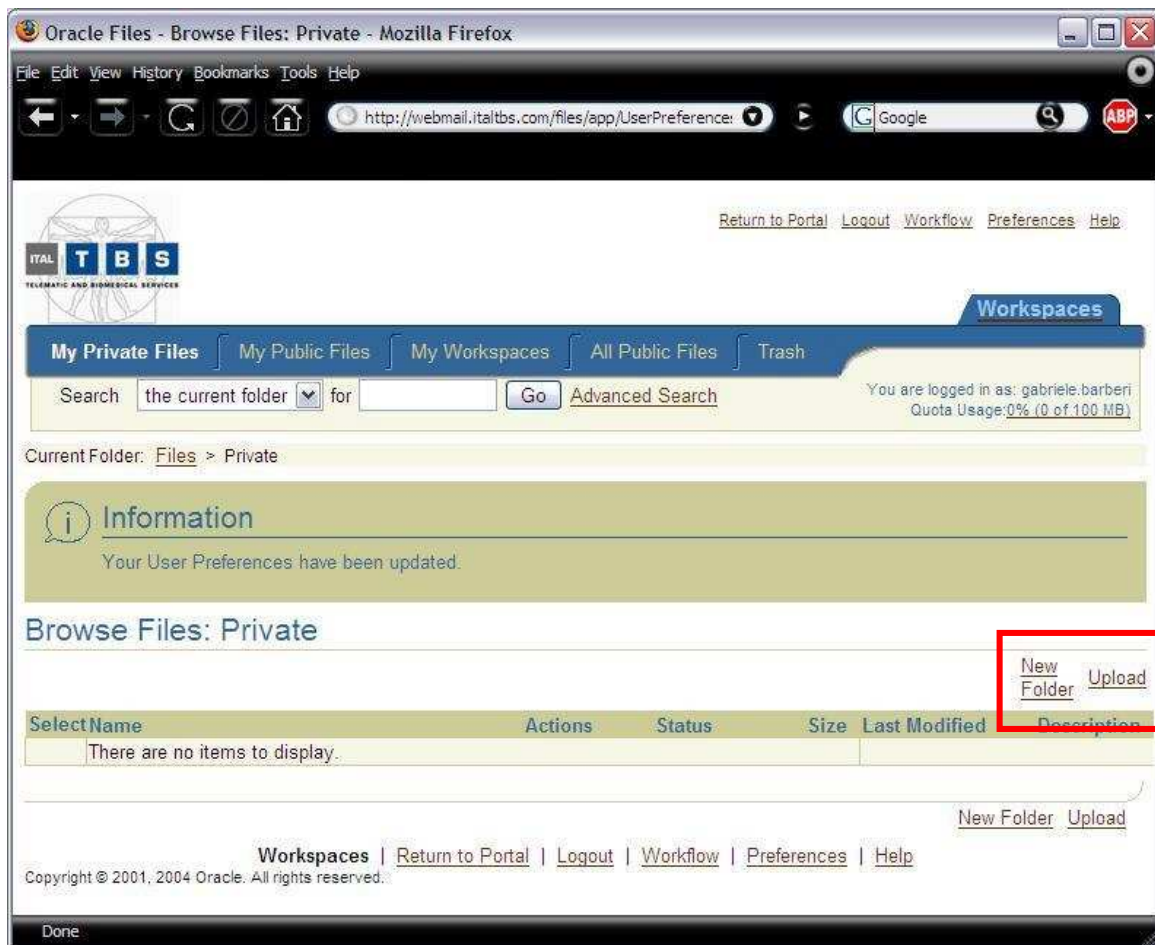 Oracle Files - Browse Files: Private - Mozilla Firefox
File Edit View History Bookmarks Tools Help
http://webmail.italtbs.com/files/app/UserPreference: G Google ABP
Return to Portal Logout Workflow Preferences Help
ITAL T B S
TELEMATIC AND BIOMEDICAL SERVICES
Workspaces
My Private Files My Public Files My Workspaces All Public Files Trash
Search the current folder for Go Advanced Search
You are logged in as: gabriele.barberi
Quota Usage:0% (0 of 100 MB)
Current Folder: Files > Private
i Information
Your User Preferences have been updated.
Browse Files: Private
New Folder Upload
Select Name Actions Status Size Last Modified Description
There are no items to display.
New Folder Upload
Workspaces | Return to Portal | Logout | Workflow | Preferences | Help
Copyright © 2001, 2004 Oracle. All rights reserved.
Done